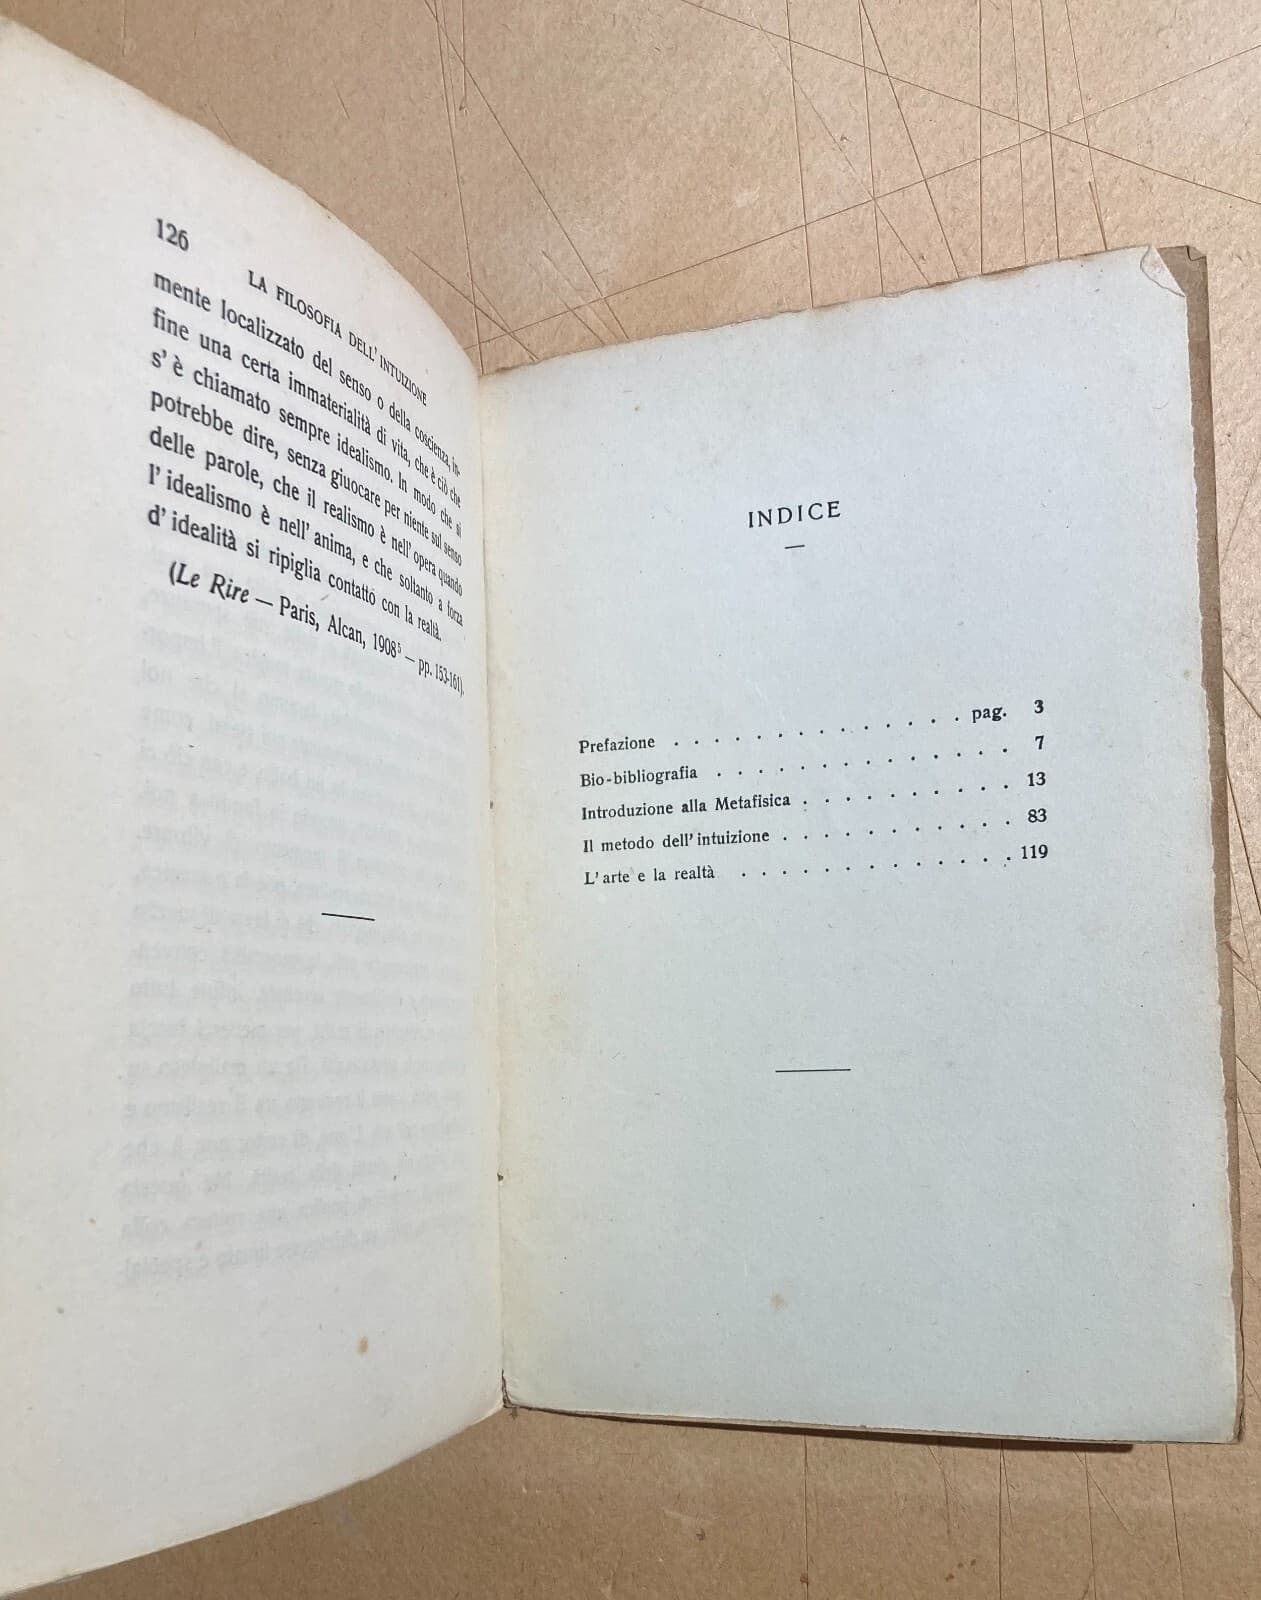 126
LA FILOSOFIA DELL' INTUIZIONE
mente localizzato del senso o della coscienza, in-
fine una certa immaterialità di vita, che è ciò che
s' è chiamato sempre idealismo. In modo che si
potrebbe dire, senza giuocare per niente sul senso
delle parole, che il realismo è nell' opera quando
l' idealismo è nell' anima, e che soltanto a forza
d' idealità si ripiglia contatto con la realtà.
(Le Rire — Paris, Alcan, 1908⁵ — pp. 153-161).
INDICE
Prefazione . . . . . . . . . . . . . . pag. 3
Bio-bibliografia . . . . . . . . . . . . . . . 7
Introduzione alla Metafisica . . . . . . . . . . . 13
Il metodo dell' intuizione . . . . . . . . . . . . 83
L' arte e la realtà . . . . . . . . . . . . . . 119